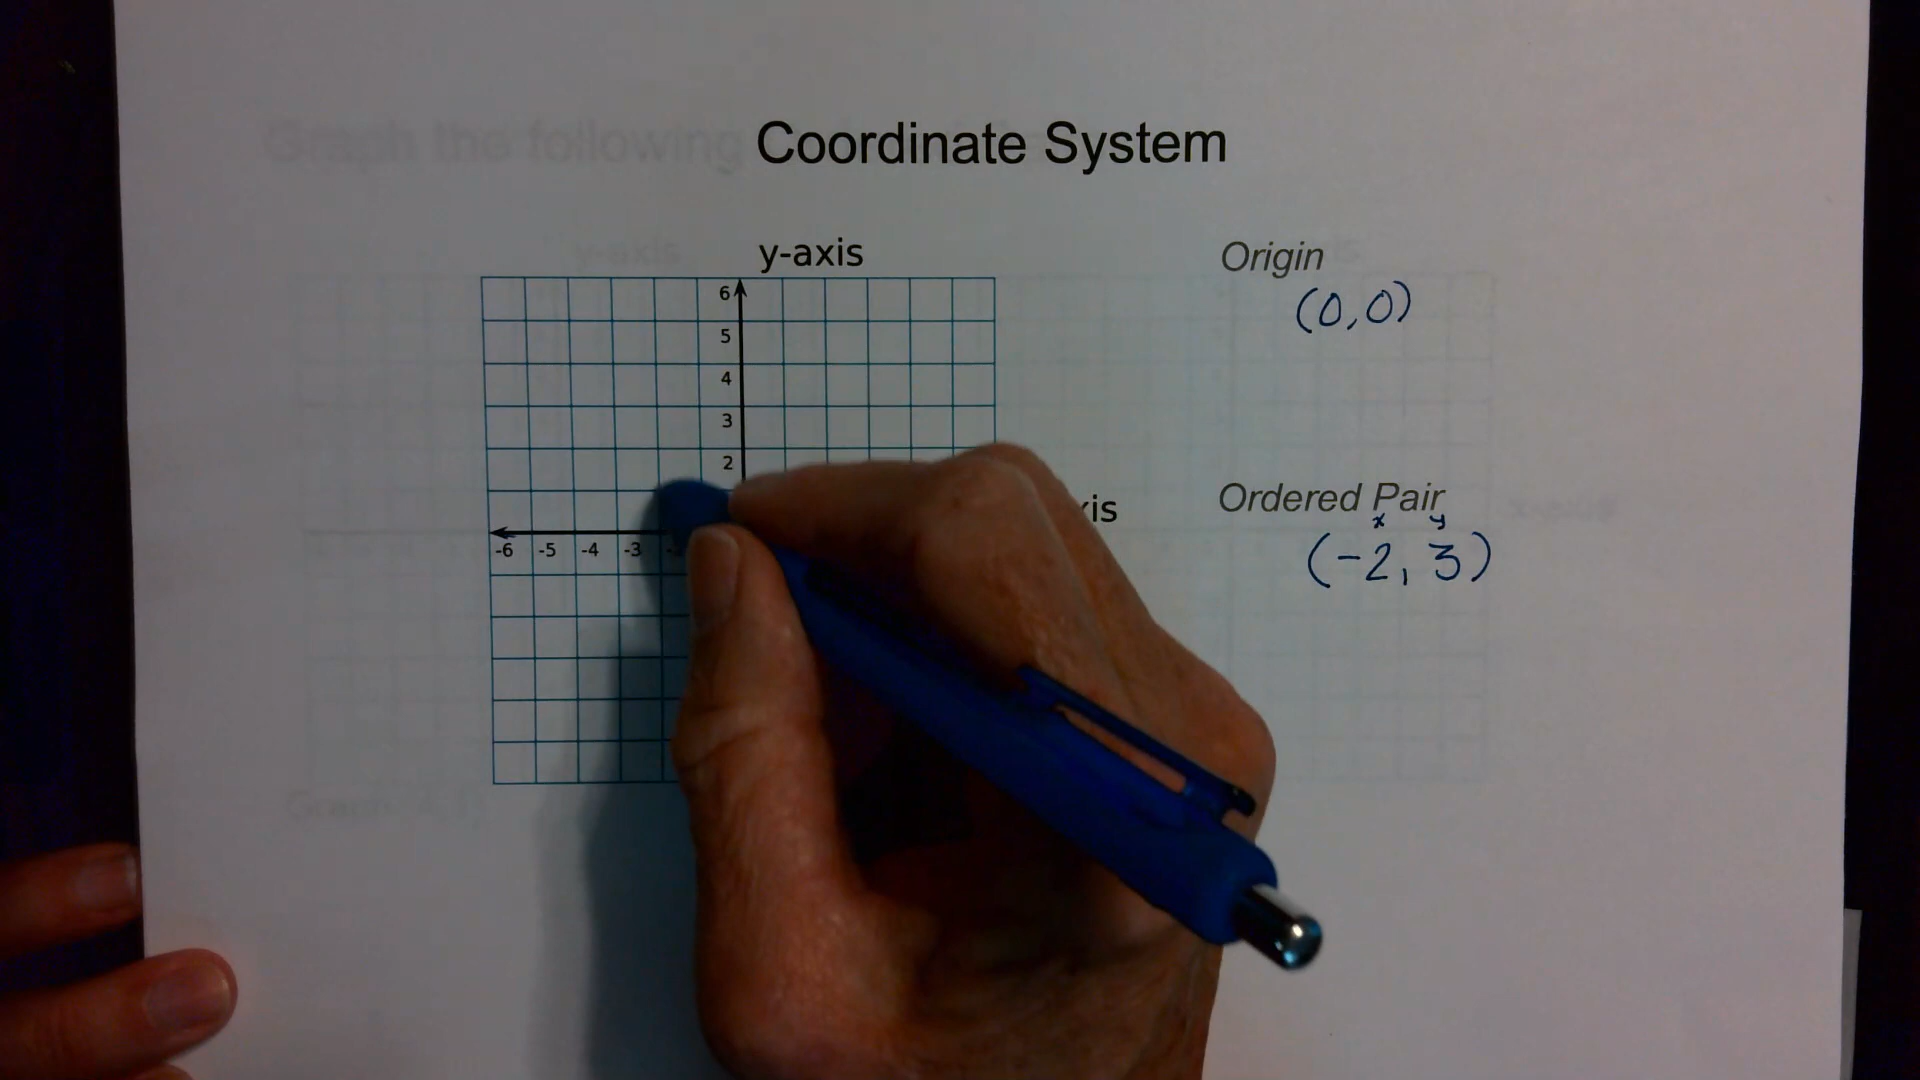 Coordinate System
y-axis
Origin
(0,0)
6
5
4
3
2
Ordered Pair
x y
(-2, 3)
-6 -5 -4 -3